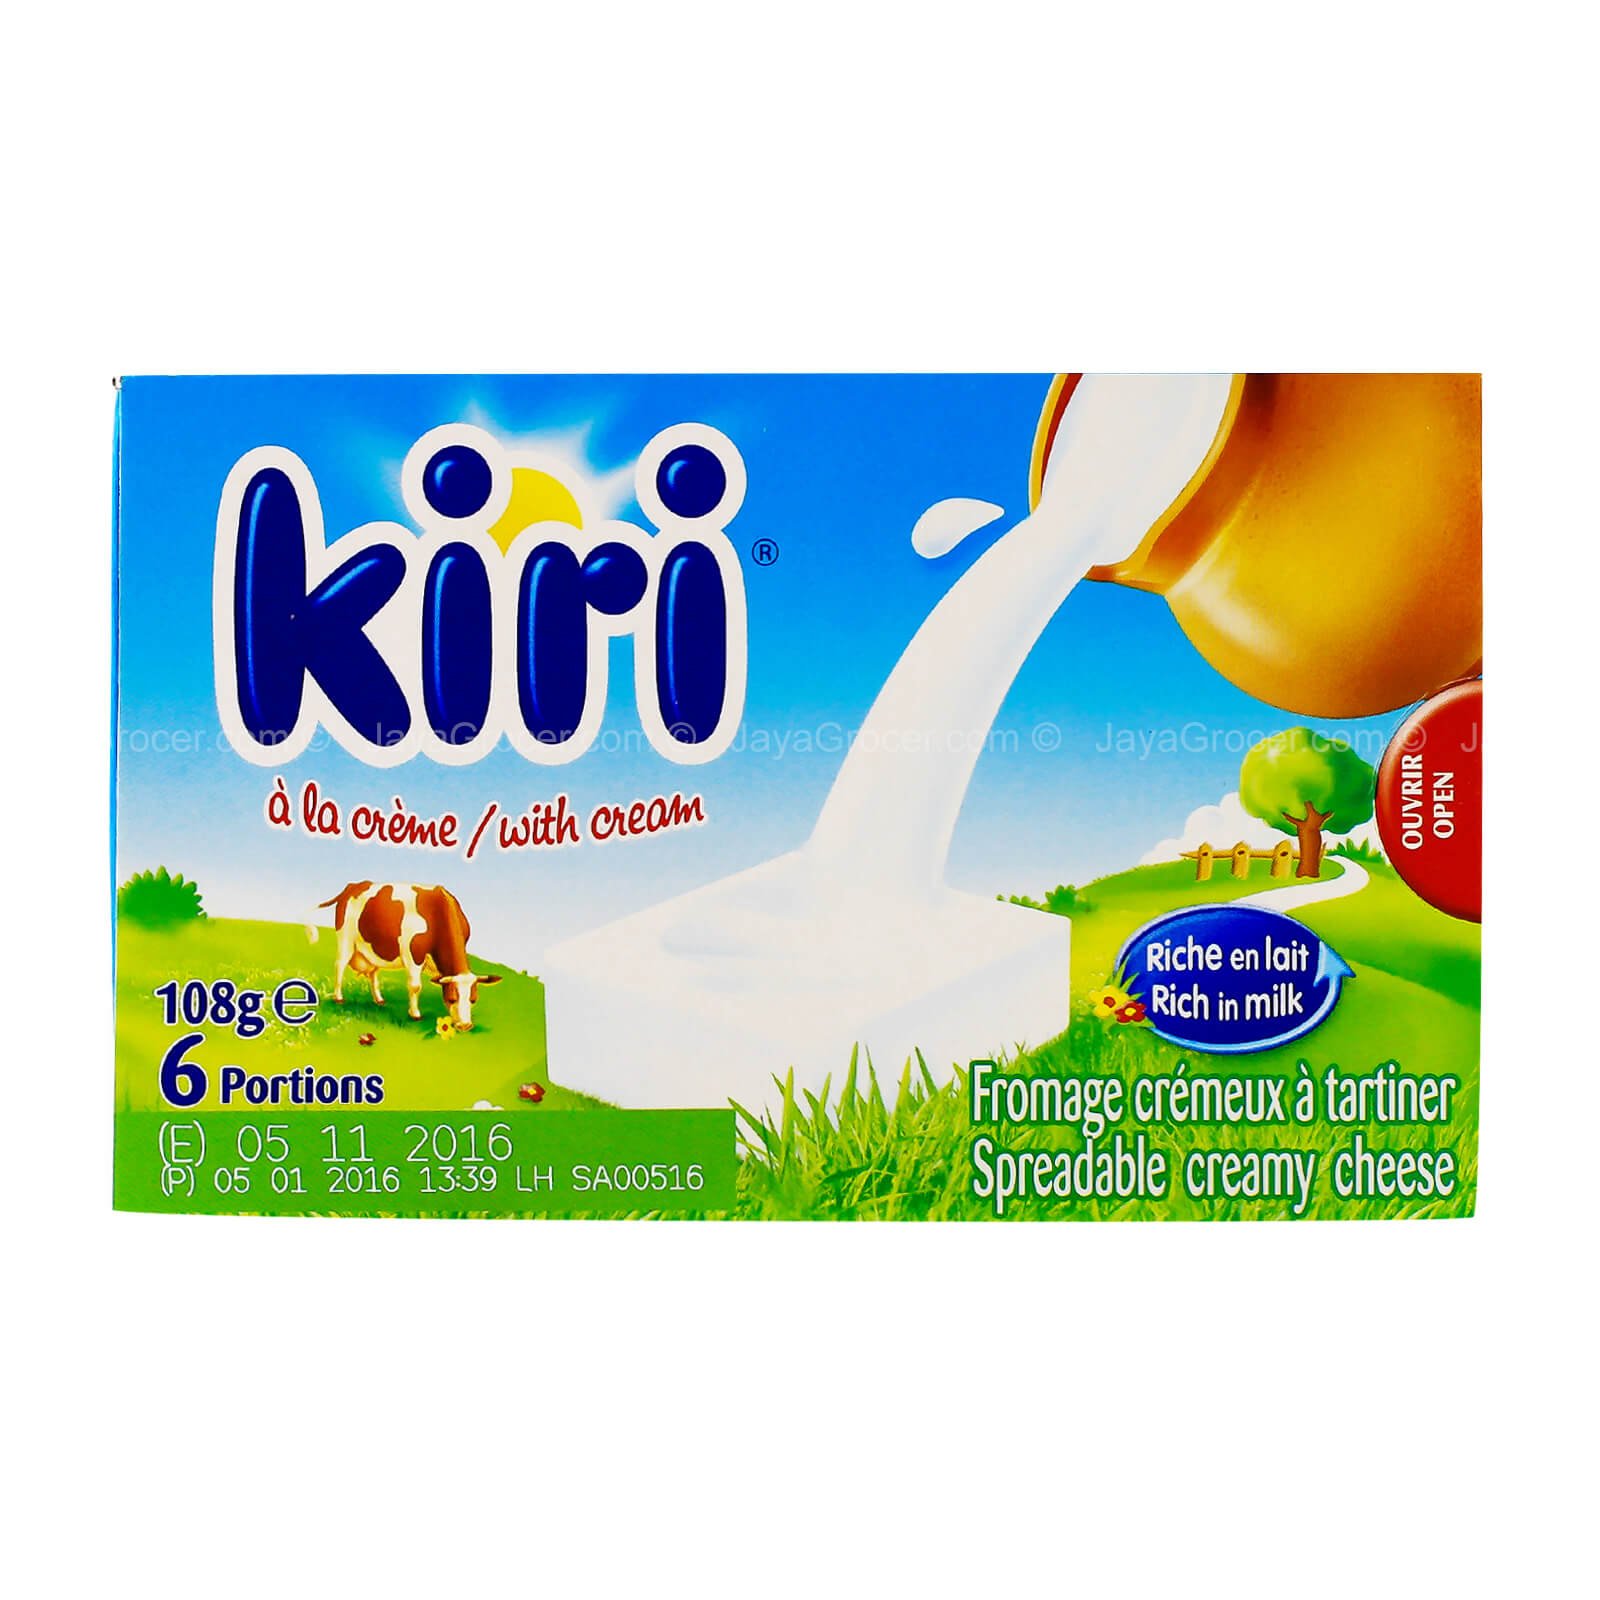 kiri ®
à la crème / with cream
OUVRIR
OPEN
Riche en lait
Rich in milk
108g ℮
6 Portions
Fromage crémeux à tartiner
Spreadable creamy cheese
(E) 05 11 2016
(P) 05 01 2016 13:39 LH SA00516
rocer.com © JayaGrocer.com © JayaGrocer.com © JayaGrocer.com © J